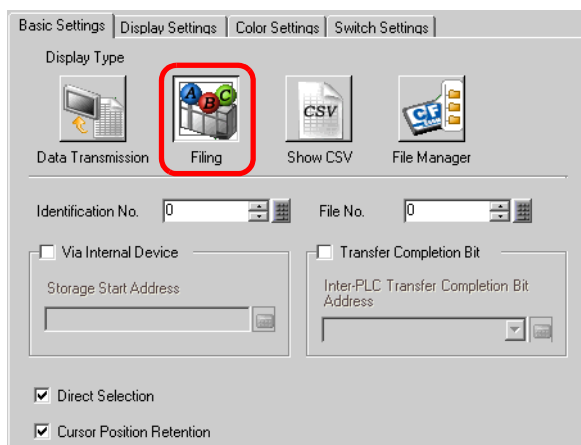 Basic Settings Display Settings Color Settings Switch Settings
Display Type
A B C CSV CF
Data Transmission Filing Show CSV File Manager
Identification No. 0 File No. 0
Via Internal Device Transfer Completion Bit
Storage Start Address Inter-PLC Transfer Completion Bit
Address
Direct Selection
Cursor Position Retention